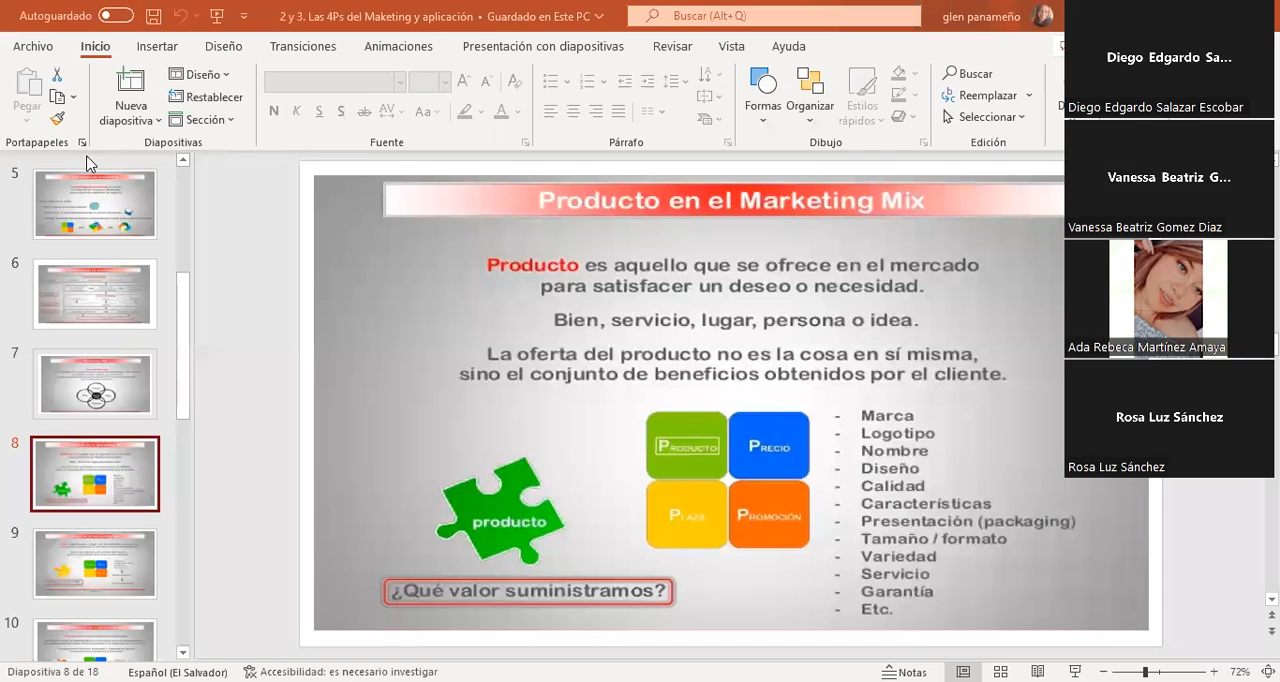 Autoguardado
2 y 3. Las 4Ps del Maketing y aplicación • Guardado en Este PC
Buscar (Alt+Q)
glen panameño
Archivo Inicio Insertar Diseño Transiciones Animaciones Presentación con diapositivas Revisar Vista Ayuda
Pegar
Nueva diapositiva
Diseño
Restablecer
Sección
N K S S ab AV Aa A
Formas
Organizar
Estilos rápidos
Buscar
Reemplazar
Seleccionar
D
Portapapeles
Diapositivas
Fuente
Párrafo
Dibujo
Edición
5
6
7
8
9
10
Producto en el Marketing Mix
Producto es aquello que se ofrece en el mercado
para satisfacer un deseo o necesidad.
Bien, servicio, lugar, persona o idea.
La oferta del producto no es la cosa en sí misma,
sino el conjunto de beneficios obtenidos por el cliente.
PRODUCTO
PRECIO
PLAZA
PROMOCIÓN
producto
¿Qué valor suministramos?
- Marca
- Logotipo
- Nombre
- Diseño
- Calidad
- Características
- Presentación (packaging)
- Tamaño / formato
- Variedad
- Servicio
- Garantía
- Etc.
Diego Edgardo Sa...
Diego Edgardo Salazar Escobar
Vanessa Beatriz G...
Vanessa Beatriz Gomez Diaz
Ada Rebeca Martínez Amaya
Rosa Luz Sánchez
Rosa Luz Sánchez
Diapositiva 8 de 18
Español (El Salvador)
Accesibilidad: es necesario investigar
Notas
72%